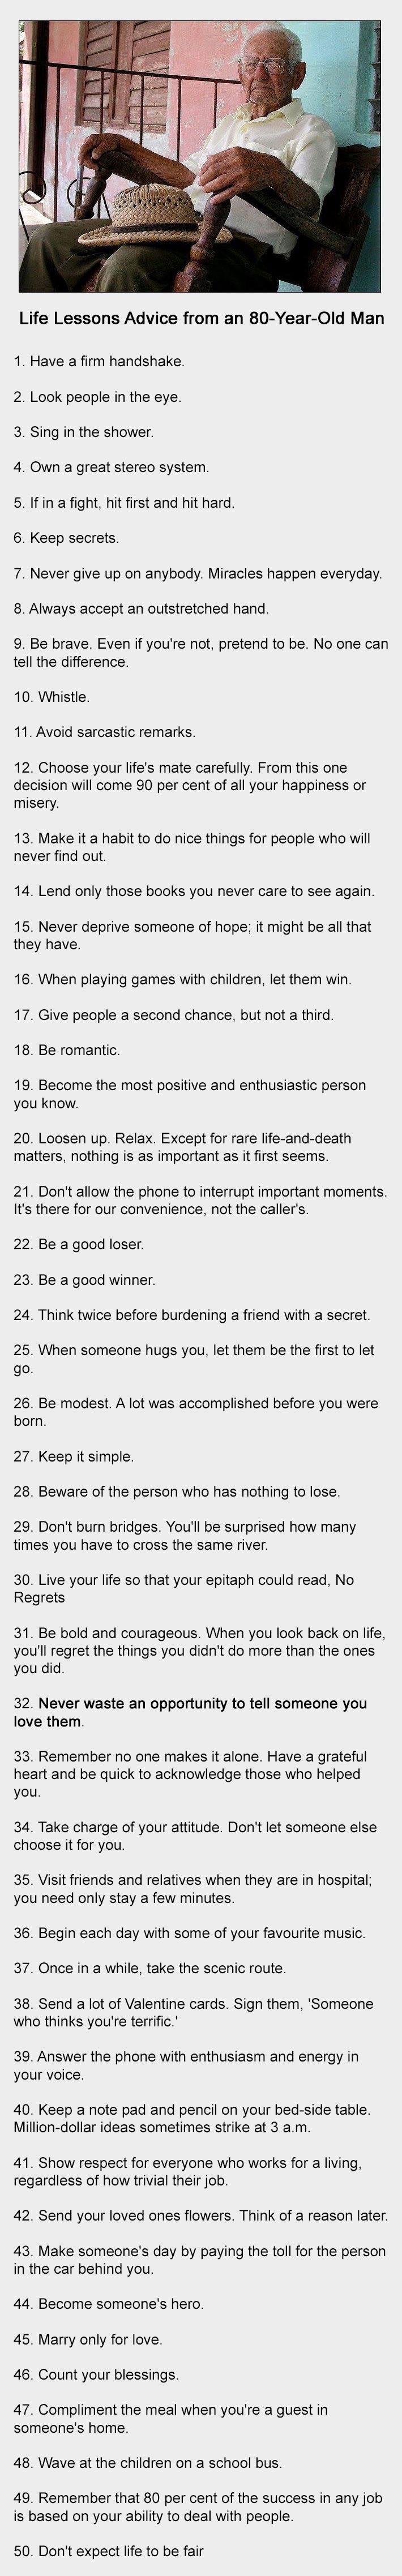 Life Lessons Advice from an 80-Year-Old Man
1. Have a firm handshake.
2. Look people in the eye.
3. Sing in the shower.
4. Own a great stereo system.
5. If in a fight, hit first and hit hard.
6. Keep secrets.
7. Never give up on anybody. Miracles happen everyday.
8. Always accept an outstretched hand.
9. Be brave. Even if you're not, pretend to be. No one can
tell the difference.
10. Whistle.
11. Avoid sarcastic remarks.
12. Choose your life's mate carefully. From this one
decision will come 90 per cent of all your happiness or
misery.
13. Make it a habit to do nice things for people who will
never find out.
14. Lend only those books you never care to see again.
15. Never deprive someone of hope; it might be all that
they have.
16. When playing games with children, let them win.
17. Give people a second chance, but not a third.
18. Be romantic.
19. Become the most positive and enthusiastic person
you know.
20. Loosen up. Relax. Except for rare life-and-death
matters, nothing is as important as it first seems.
21. Don't allow the phone to interrupt important moments.
It's there for our convenience, not the caller's.
22. Be a good loser.
23. Be a good winner.
24. Think twice before burdening a friend with a secret.
25. When someone hugs you, let them be the first to let
go.
26. Be modest. A lot was accomplished before you were
born.
27. Keep it simple.
28. Beware of the person who has nothing to lose.
29. Don't burn bridges. You'll be surprised how many
times you have to cross the same river.
30. Live your life so that your epitaph could read, No
Regrets
31. Be bold and courageous. When you look back on life,
you'll regret the things you didn't do more than the ones
you did.
32. Never waste an opportunity to tell someone you
love them.
33. Remember no one makes it alone. Have a grateful
heart and be quick to acknowledge those who helped
you.
34. Take charge of your attitude. Don't let someone else
choose it for you.
35. Visit friends and relatives when they are in hospital;
you need only stay a few minutes.
36. Begin each day with some of your favourite music.
37. Once in a while, take the scenic route.
38. Send a lot of Valentine cards. Sign them, 'Someone
who thinks you're terrific.'
39. Answer the phone with enthusiasm and energy in
your voice.
40. Keep a note pad and pencil on your bed-side table.
Million-dollar ideas sometimes strike at 3 a.m.
41. Show respect for everyone who works for a living,
regardless of how trivial their job.
42. Send your loved ones flowers. Think of a reason later.
43. Make someone's day by paying the toll for the person
in the car behind you.
44. Become someone's hero.
45. Marry only for love.
46. Count your blessings.
47. Compliment the meal when you're a guest in
someone's home.
48. Wave at the children on a school bus.
49. Remember that 80 per cent of the success in any job
is based on your ability to deal with people.
50. Don't expect life to be fair